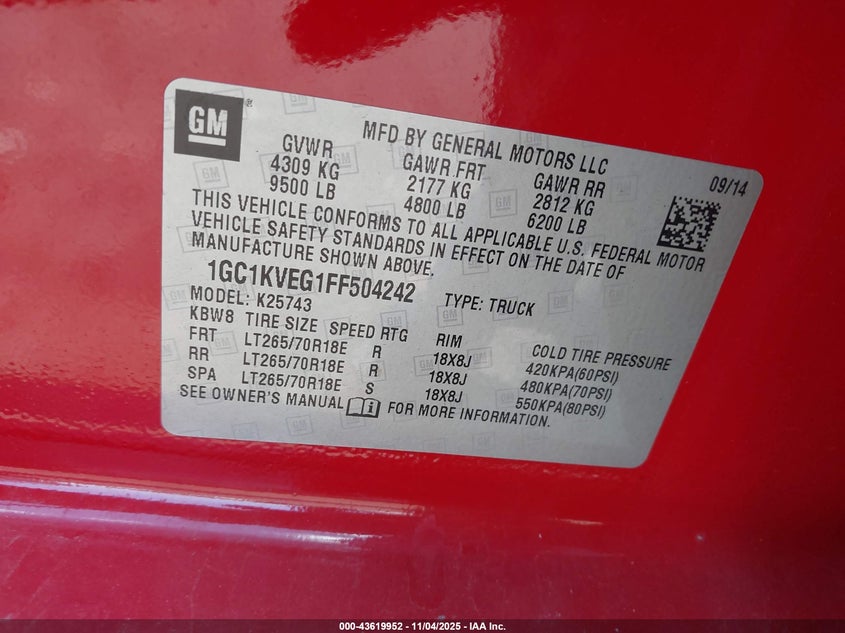 GM ®
MFD BY GENERAL MOTORS LLC 09/14
GVWR GAWR FRT GAWR RR
4309 KG 2177 KG 2812 KG
9500 LB 4800 LB 6200 LB
THIS VEHICLE CONFORMS TO ALL APPLICABLE U.S. FEDERAL MOTOR
VEHICLE SAFETY STANDARDS IN EFFECT ON THE DATE OF
MANUFACTURE SHOWN ABOVE.
1GC1KVEG1FF504242 TYPE: TRUCK
MODEL: K25743
KBW8 TIRE SIZE SPEED RTG RIM COLD TIRE PRESSURE
FRT LT265/70R18E R 18X8J 420KPA(60PSI)
RR LT265/70R18E R 18X8J 480KPA(70PSI)
SPA LT265/70R18E S 18X8J 550KPA(80PSI)
SEE OWNER'S MANUAL FOR MORE INFORMATION.
000-43619952 - 11/04/2025 - IAA Inc.